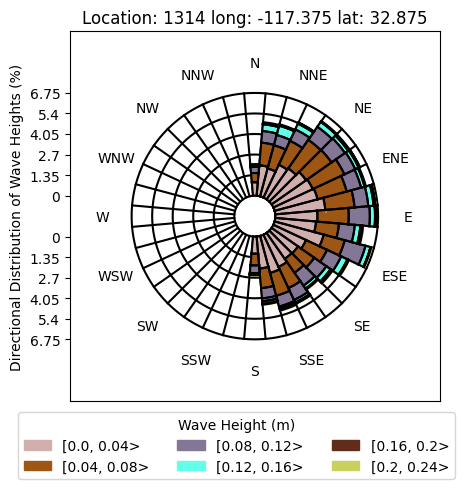 Location: 1314 long: -117.375 lat: 32.875
N
NNW
NNE
NW
NE
WNW
ENE
W
E
WSW
ESE
SW
SE
SSW
SSE
S
6.75
5.4
4.05
2.7
1.35
0
0
1.35
2.7
4.05
5.4
6.75
Directional Distribution of Wave Heights (%)
Wave Height (m)
[0.0, 0.04> [0.08, 0.12> [0.16, 0.2>
[0.04, 0.08> [0.12, 0.16> [0.2, 0.24>